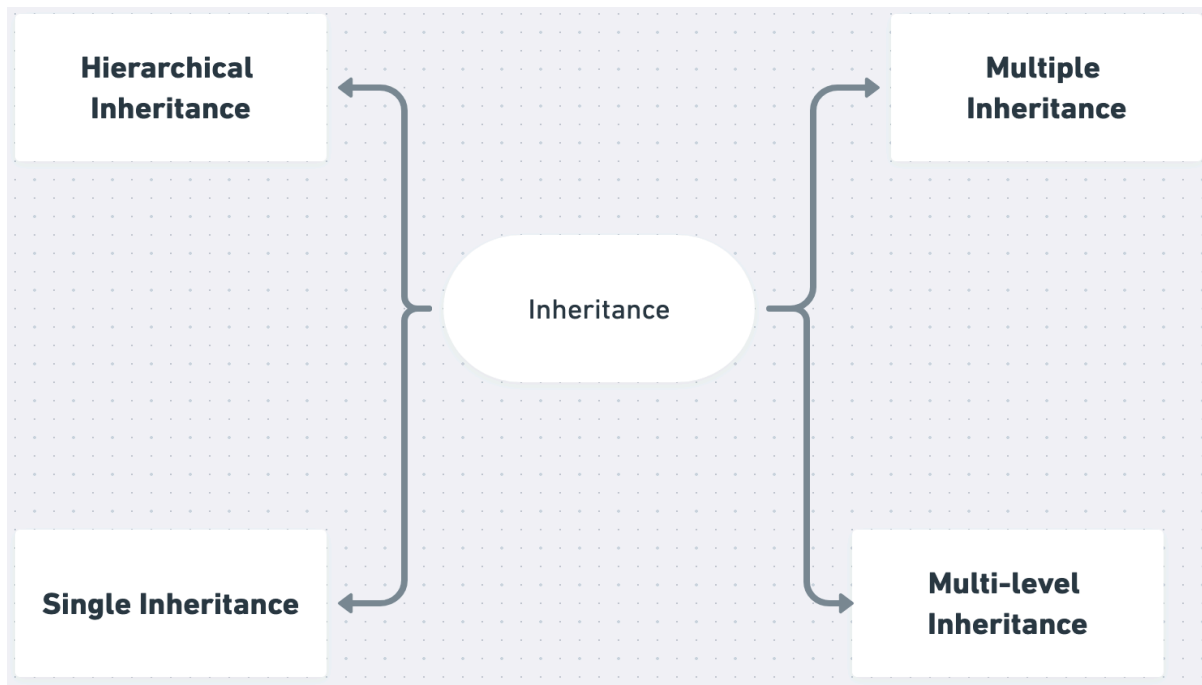 Hierarchical
Inheritance
Multiple
Inheritance
Inheritance
Single Inheritance
Multi-level
Inheritance